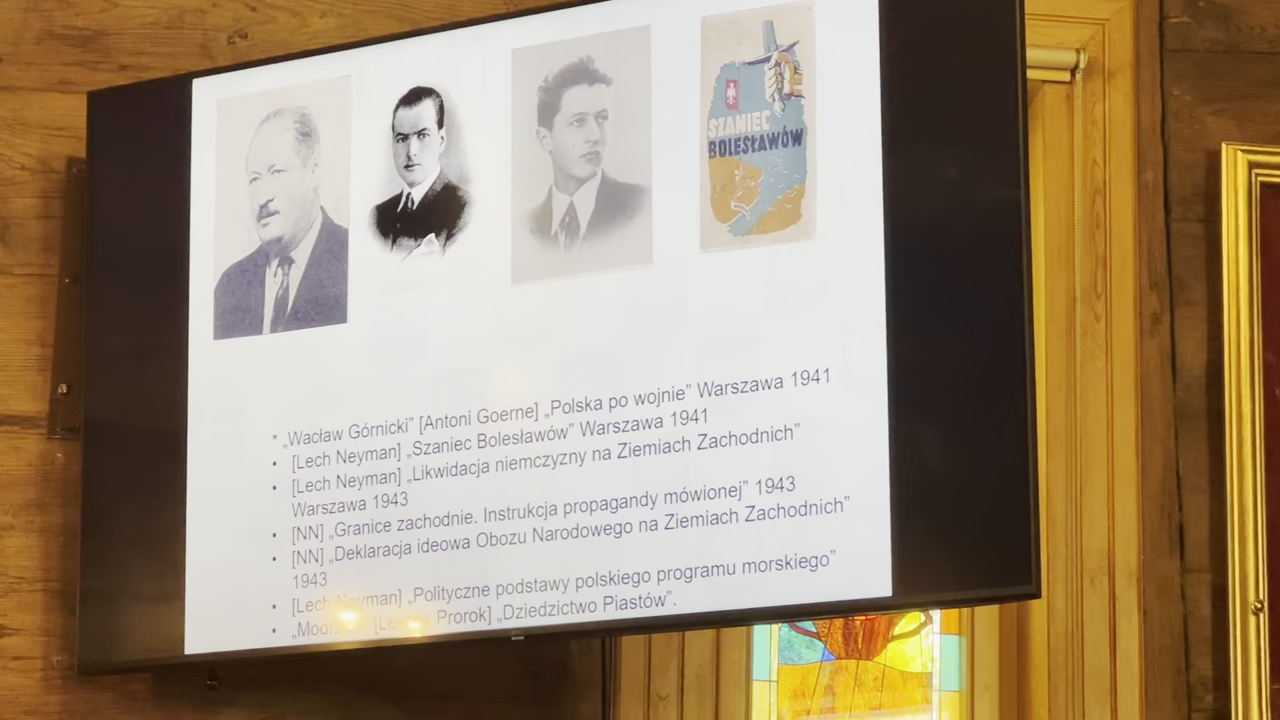 SZANIEC
BOLESŁAWÓW
* „Wacław Górnicki” [Antoni Goerne] „Polska po wojnie” Warszawa 1941
• [Lech Neyman] „Szaniec Bolesławów” Warszawa 1941
• [Lech Neyman] „Likwidacja niemczyzny na Ziemiach Zachodnich”
Warszawa 1943
• [NN] „Granice zachodnie. Instrukcja propagandy mówionej” 1943
• [NN] „Deklaracja ideowa Obozu Narodowego na Ziemiach Zachodnich”
1943
• [Lech Neyman] „Polityczne podstawy polskiego programu morskiego”
• Prorok] „Dziedzictwo Piastów”.